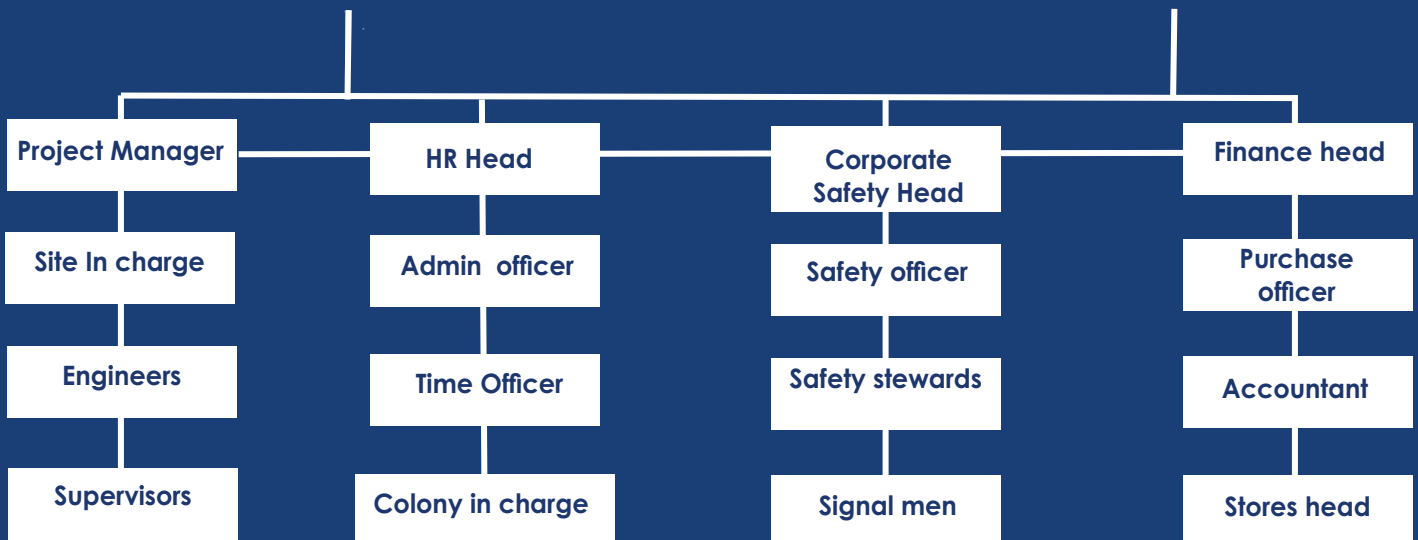 Project Manager
HR Head
Corporate
Safety Head
Finance head
Site In charge
Admin officer
Safety officer
Purchase
officer
Engineers
Time Officer
Safety stewards
Accountant
Supervisors
Colony in charge
Signal men
Stores head